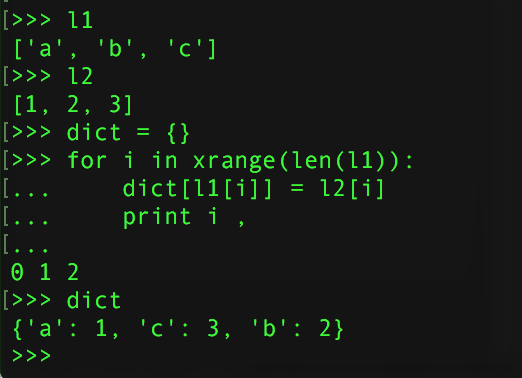 [>>> l1
['a', 'b', 'c']
[>>> l2
[1, 2, 3]
[>>> dict = {}
[>>> for i in xrange(len(l1)):
[...     dict[l1[i]] = l2[i]
[...     print i ,
[...
0 1 2
[>>> dict
{'a': 1, 'c': 3, 'b': 2}
>>>